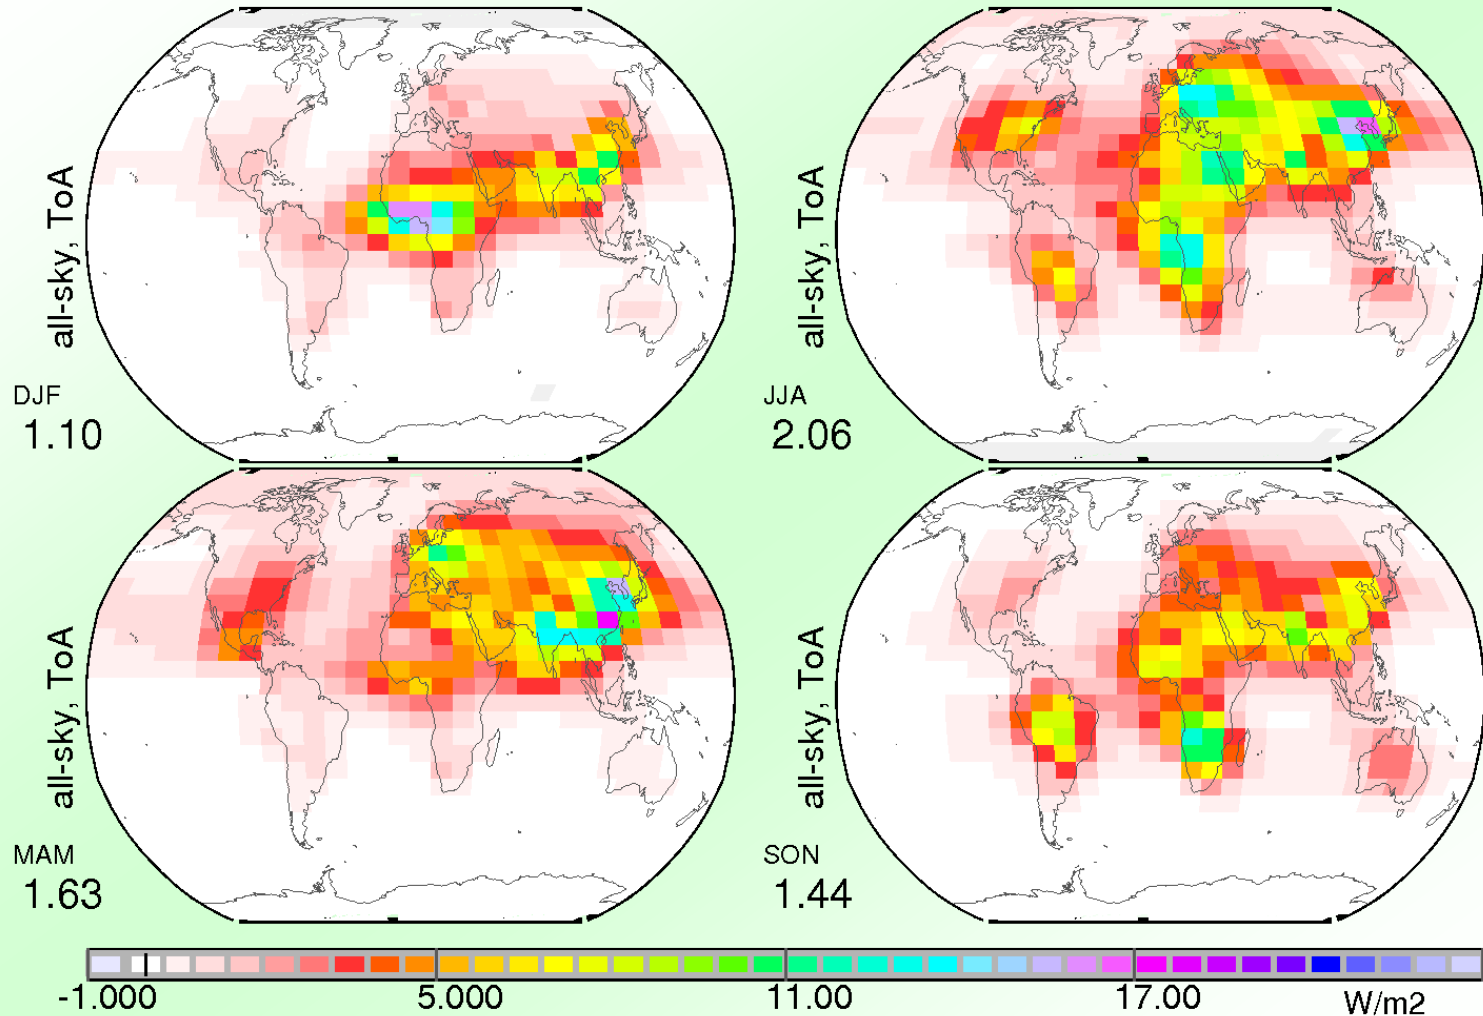 all-sky, ToA
DJF
1.10
all-sky, ToA
JJA
2.06
all-sky, ToA
MAM
1.63
all-sky, ToA
SON
1.44
-1.000 5.000 11.00 17.00 W/m2